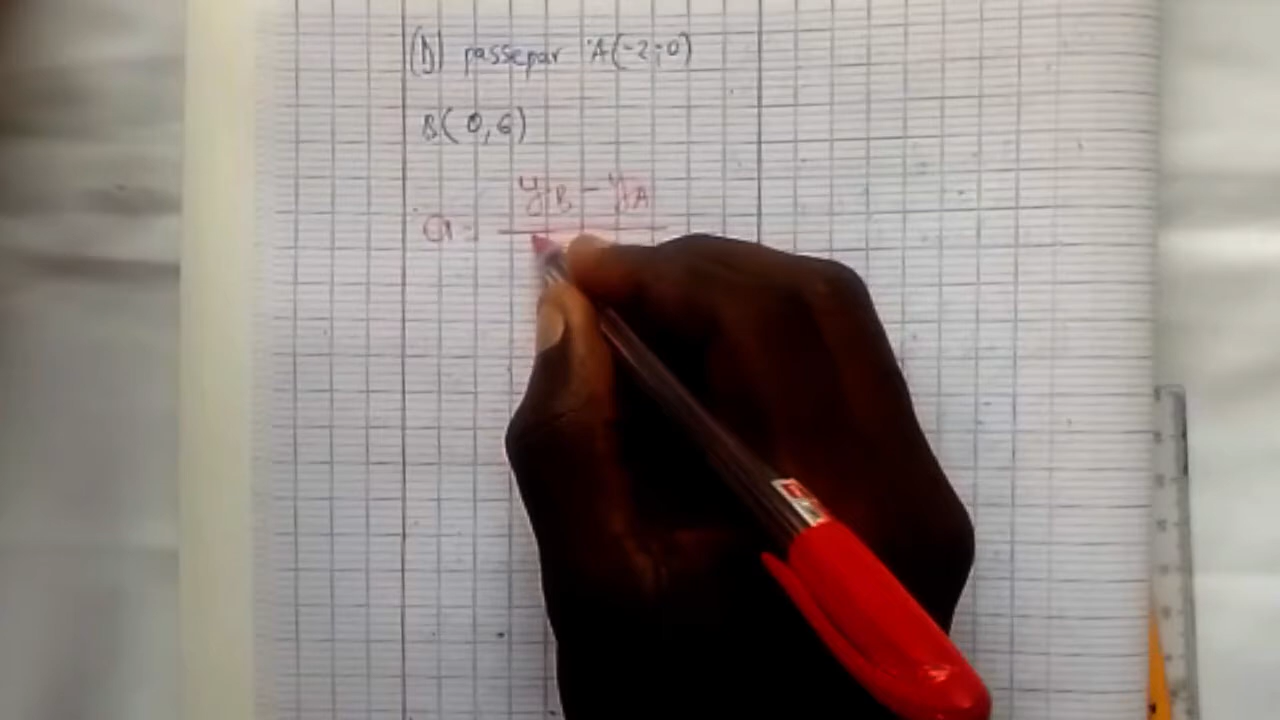 (D) passe par A(-2;0)
B(0,6)
a = yB - yA